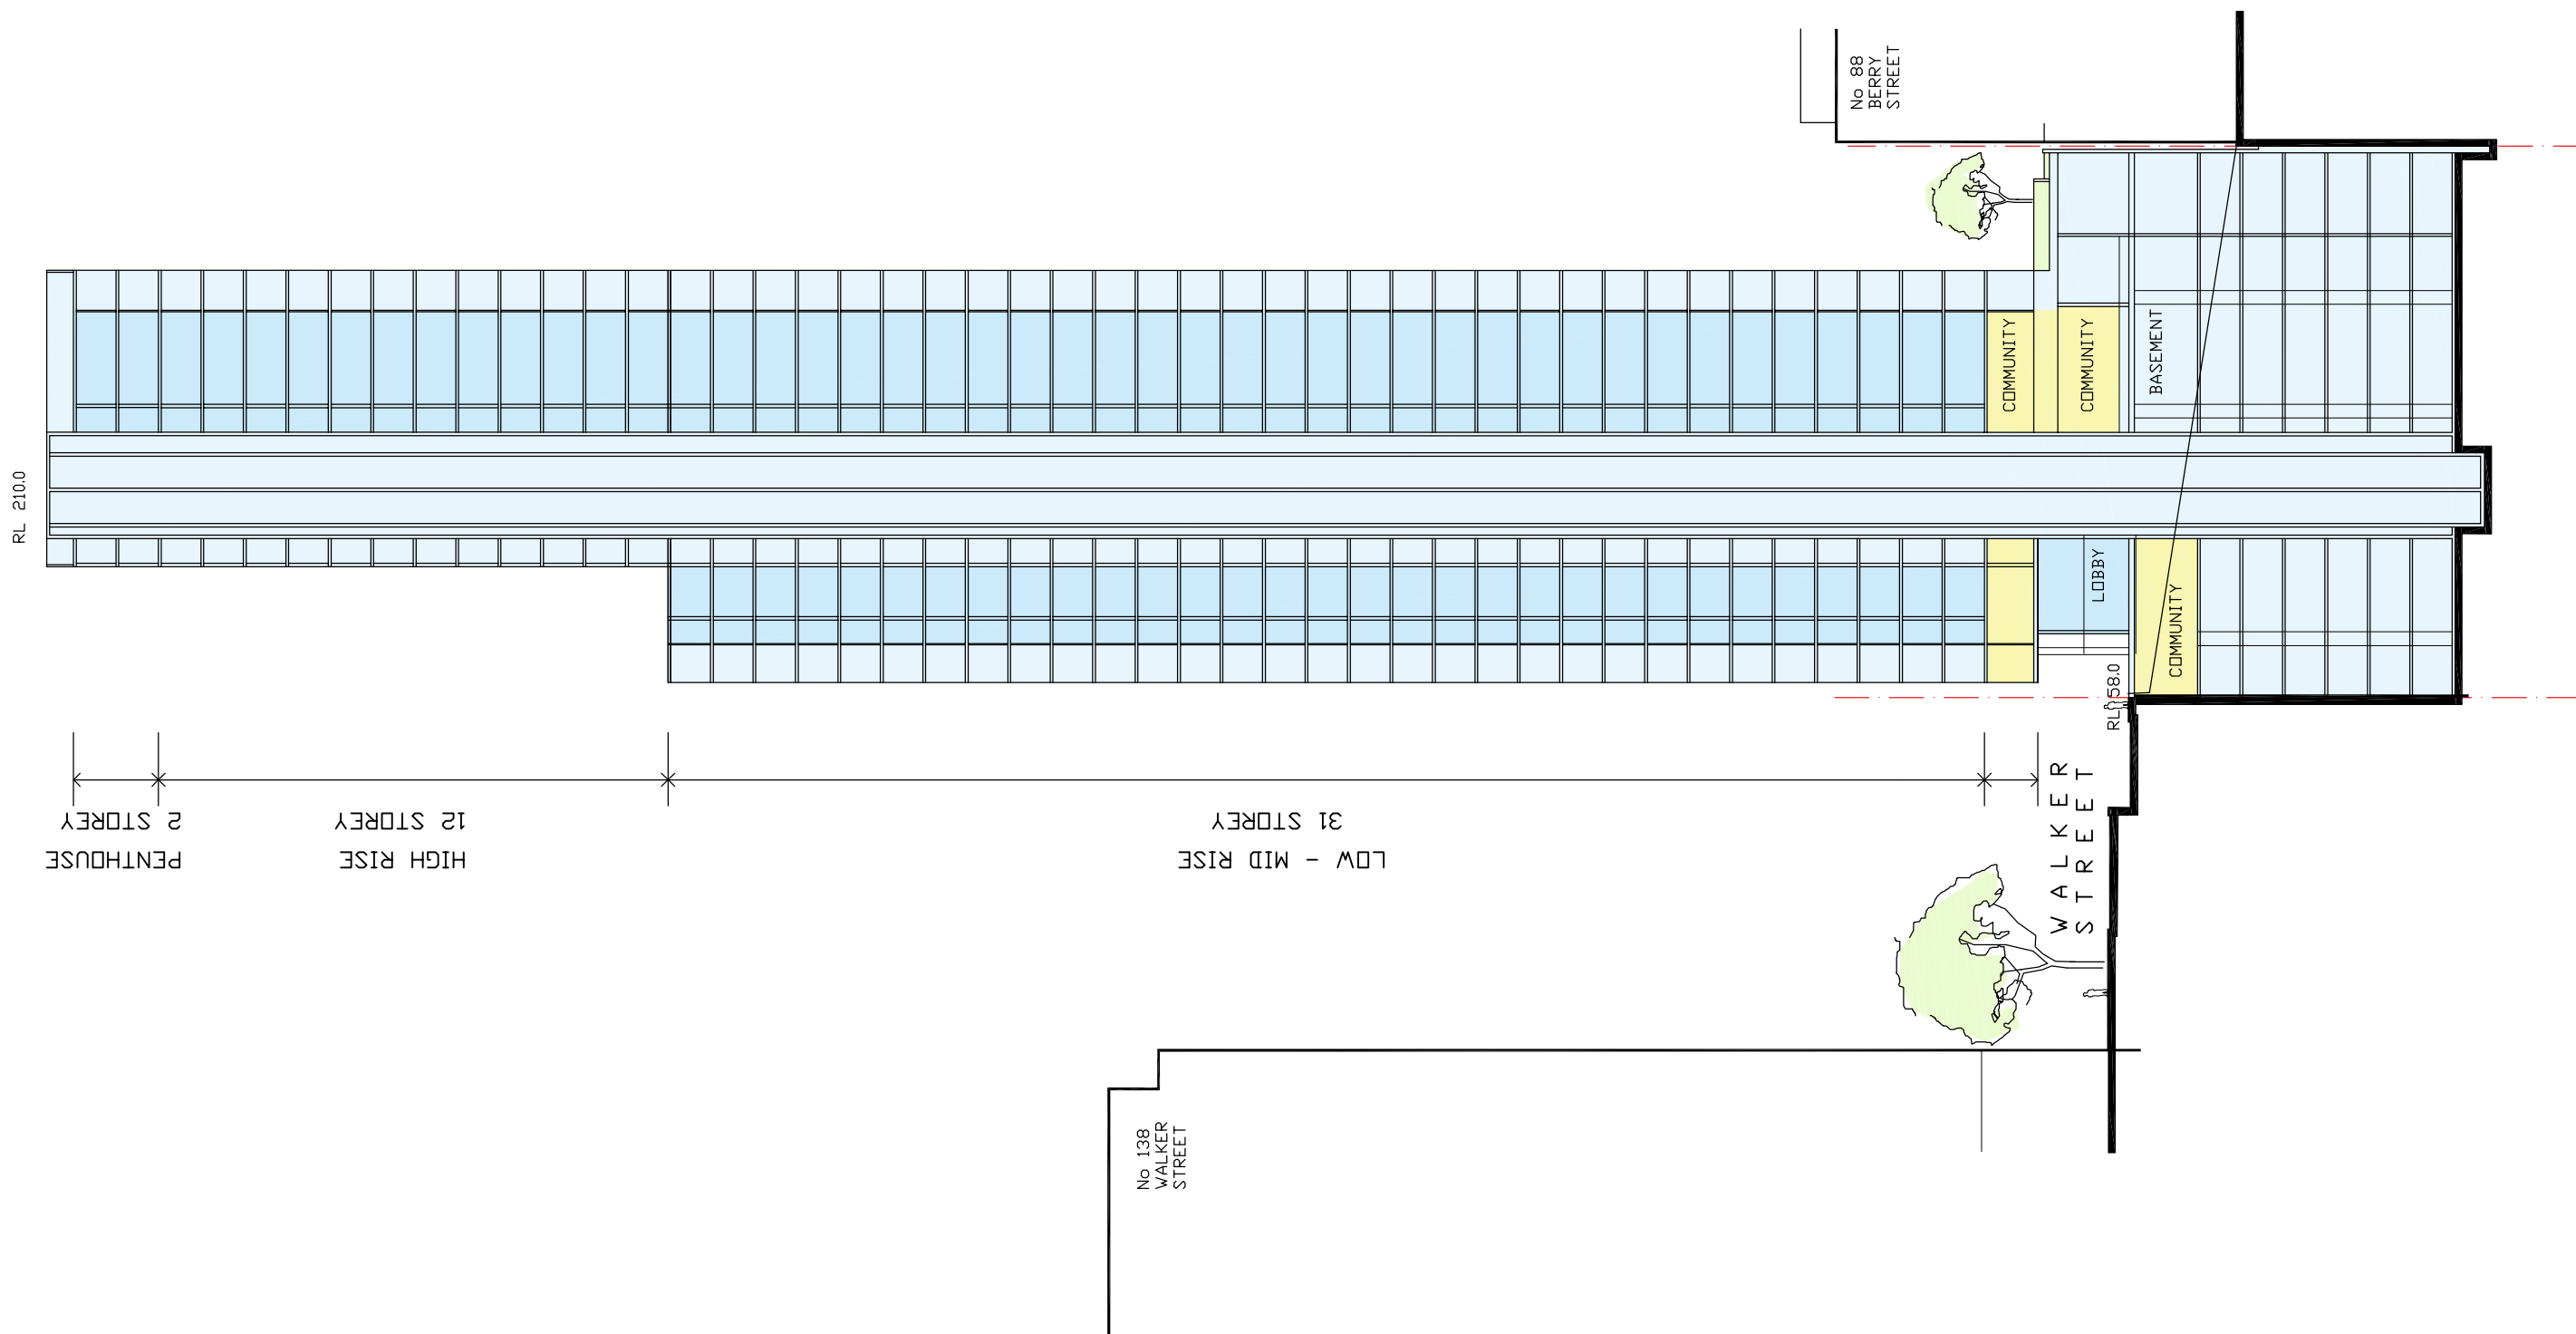 RL 210.0
PENTHOUSE
2 STOREY
HIGH RISE
12 STOREY
LOW - MID RISE
31 STOREY
No 138
WALKER
STREET
No 88
BERRY
STREET
COMMUNITY
COMMUNITY
BASEMENT
LOBBY
COMMUNITY
RL 58.0
WALKER
STREET